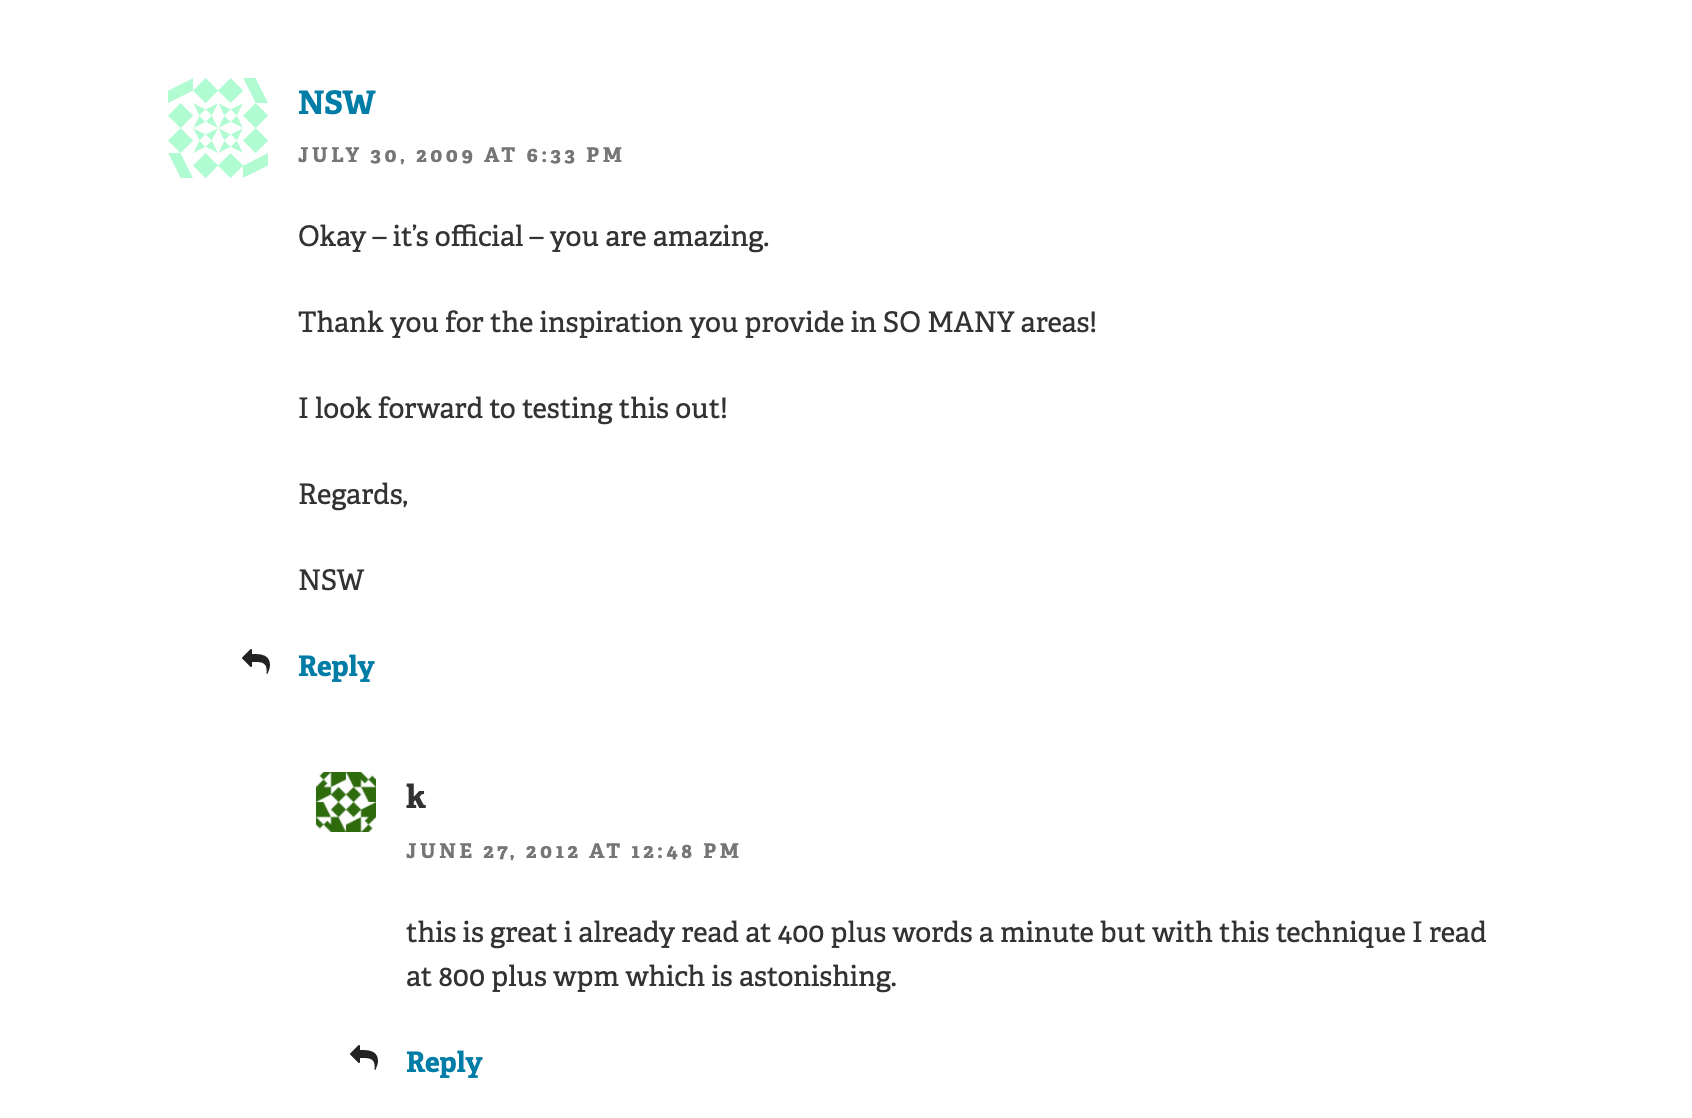 NSW
JULY 30, 2009 AT 6:33 PM
Okay – it’s official – you are amazing.
Thank you for the inspiration you provide in SO MANY areas!
I look forward to testing this out!
Regards,
NSW
Reply
k
JUNE 27, 2012 AT 12:48 PM
this is great i already read at 400 plus words a minute but with this technique I read
at 800 plus wpm which is astonishing.
Reply